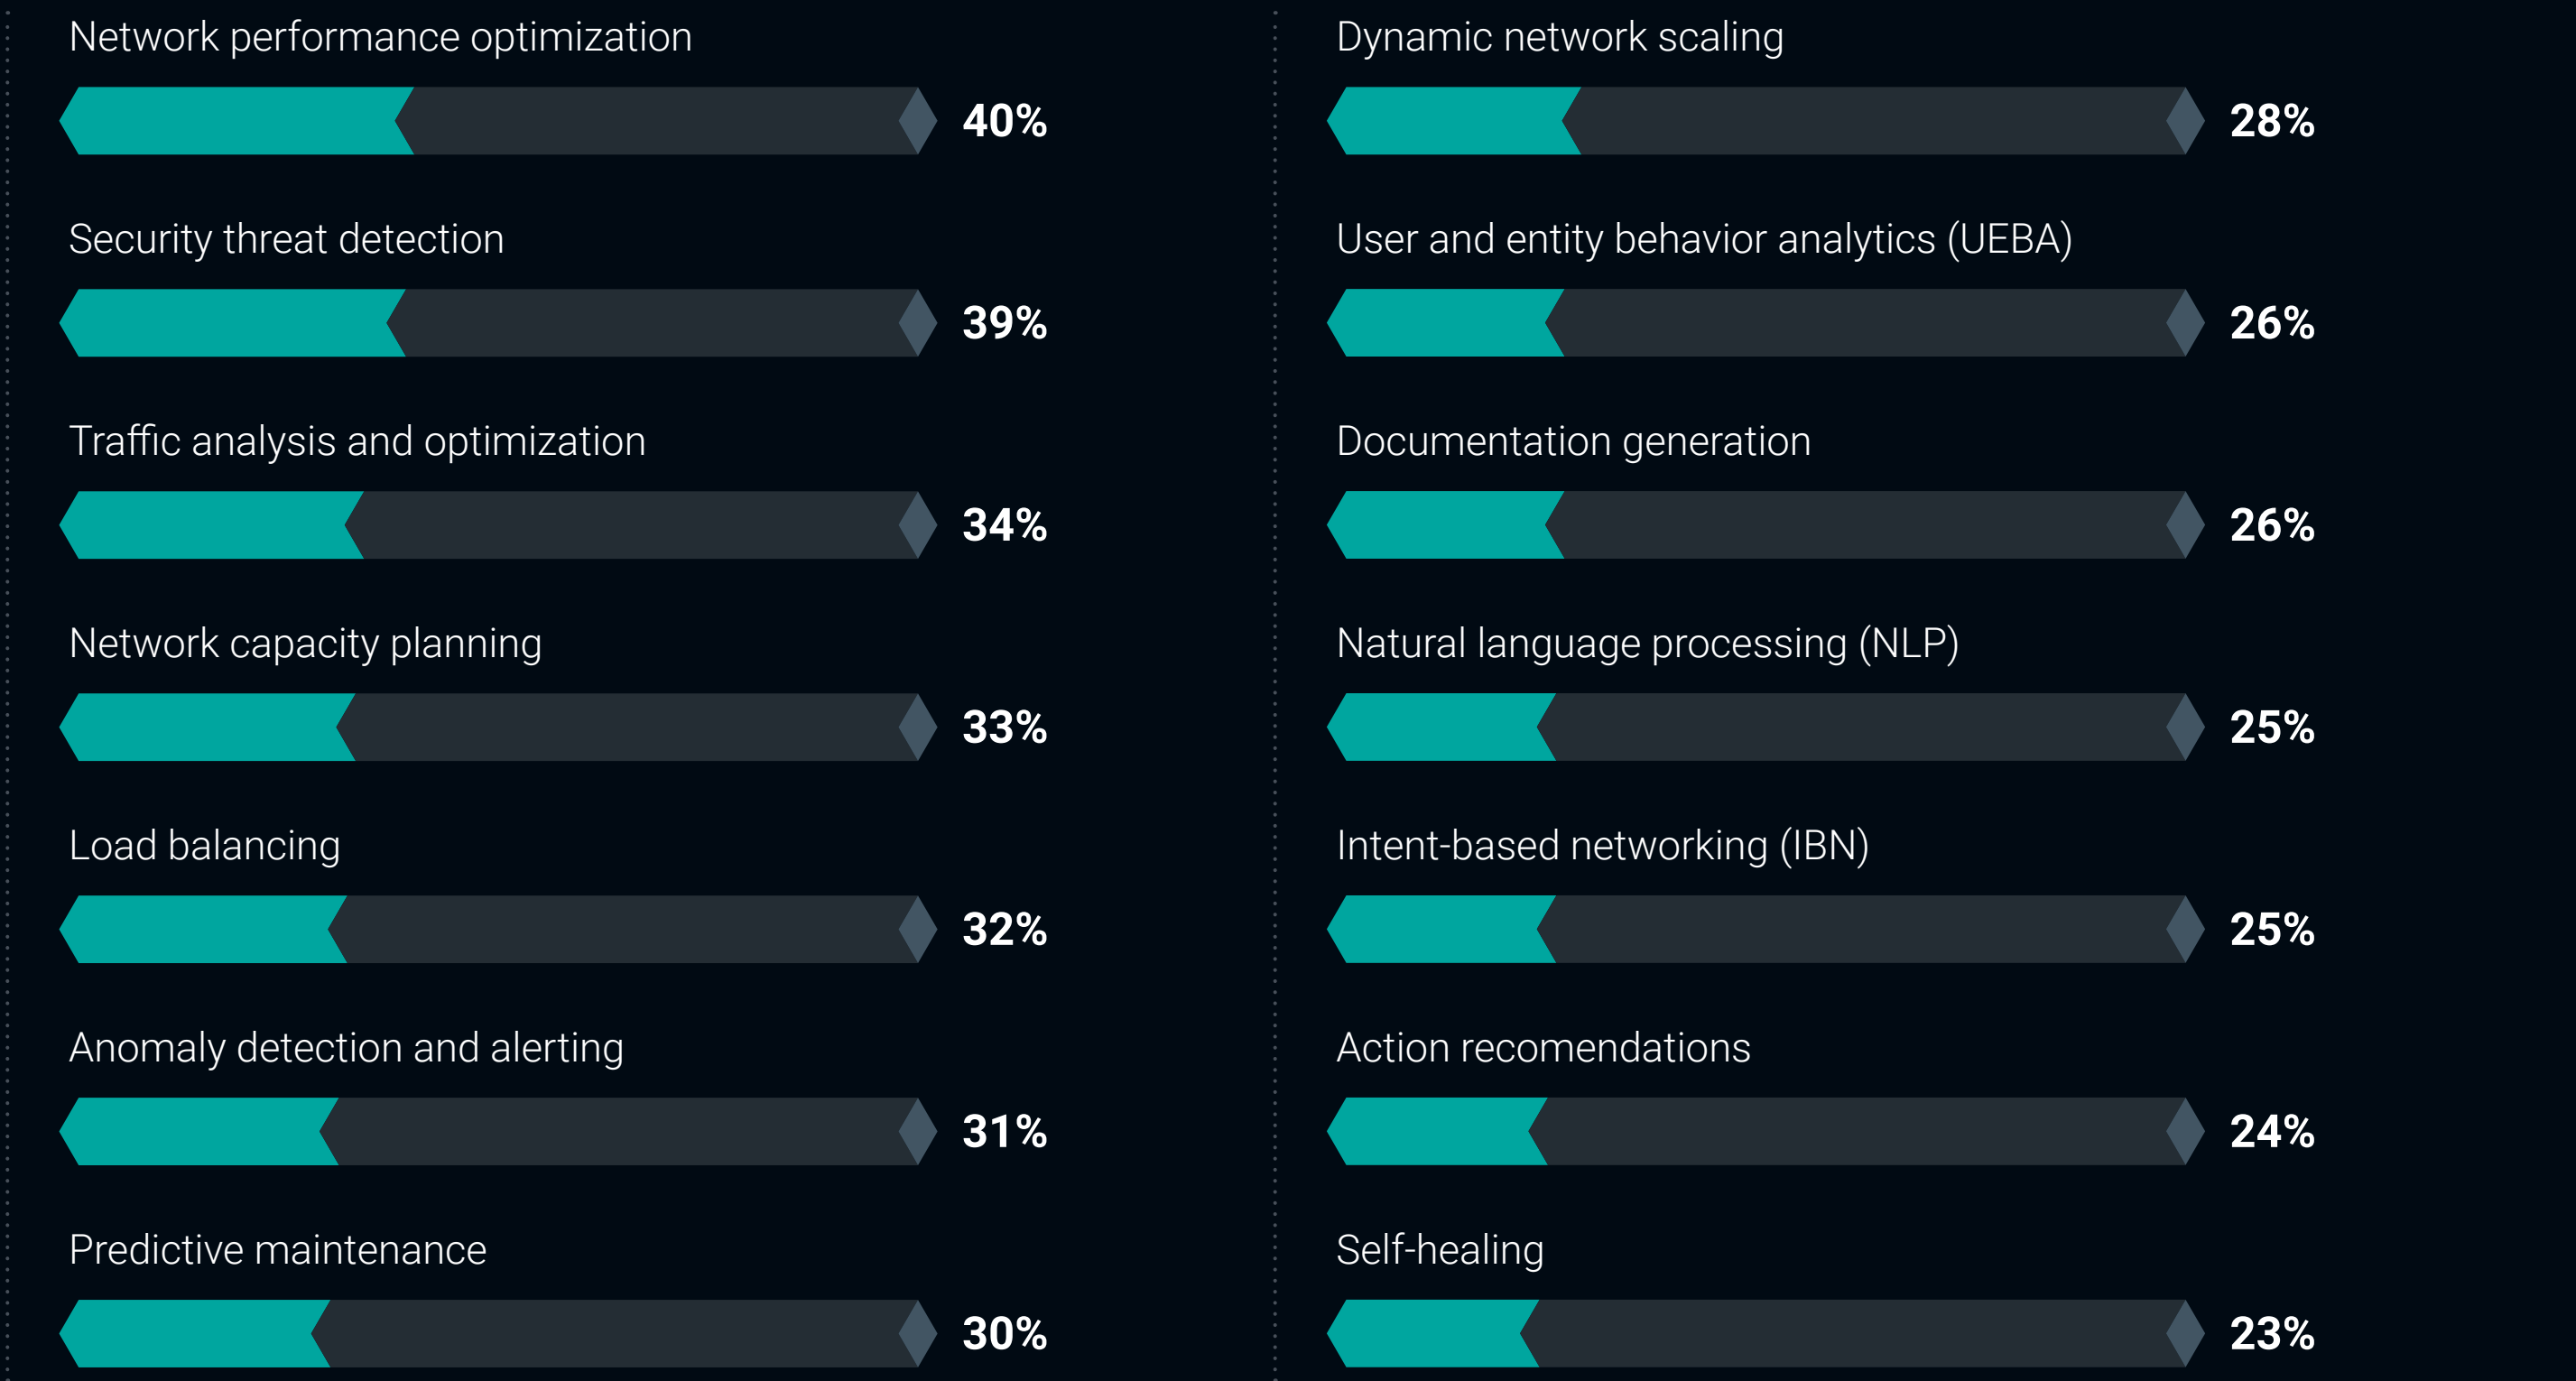 Network performance optimization
40%
Security threat detection
39%
Traffic analysis and optimization
34%
Network capacity planning
33%
Load balancing
32%
Anomaly detection and alerting
31%
Predictive maintenance
30%
Dynamic network scaling
28%
User and entity behavior analytics (UEBA)
26%
Documentation generation
26%
Natural language processing (NLP)
25%
Intent-based networking (IBN)
25%
Action recomendations
24%
Self-healing
23%